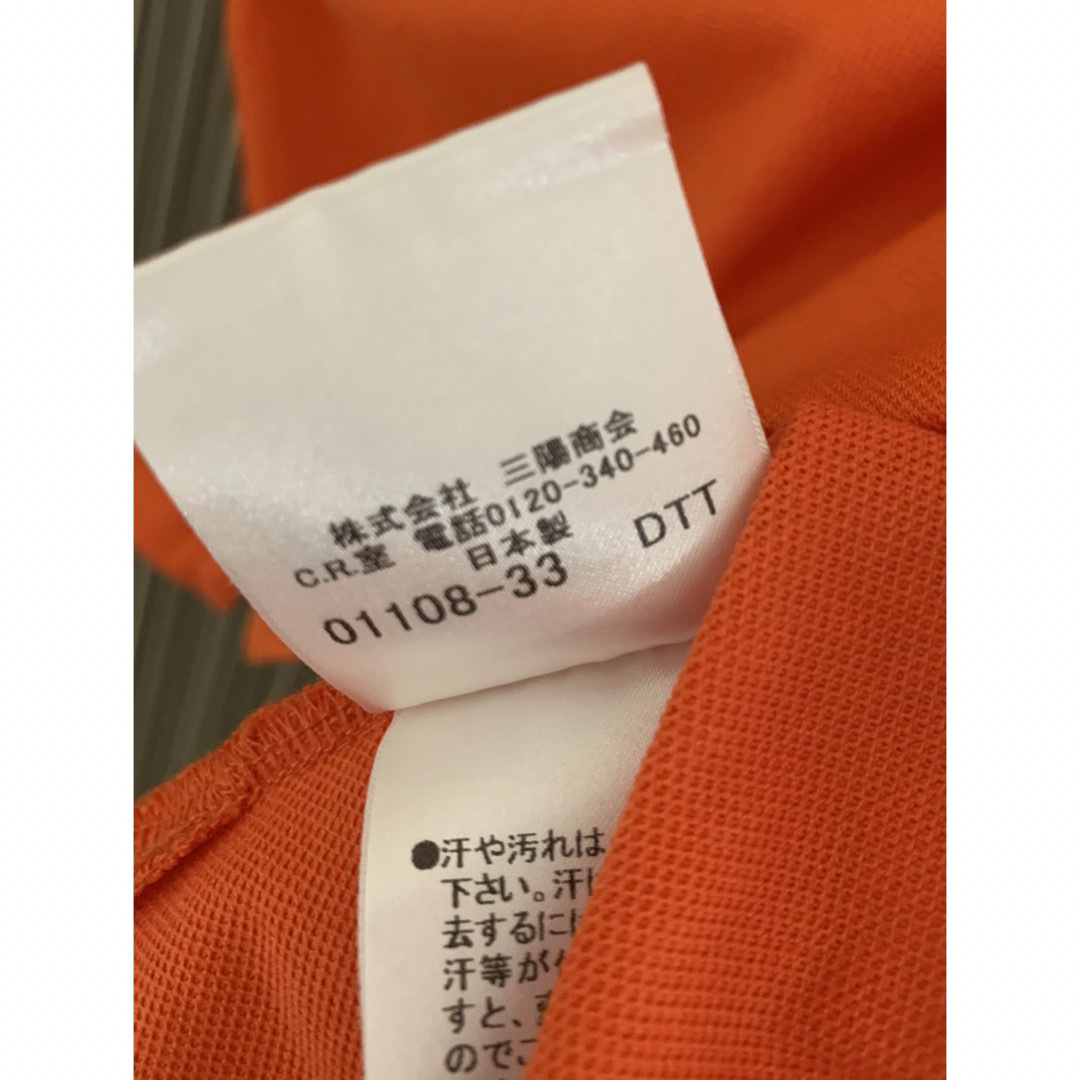 株式会社 三陽商会
C.R.室 電話0120-340-460
日本製
01108-33 DTT
●汗や汚れは
下さい。汗
去するに
汗等が
すと、
のでご